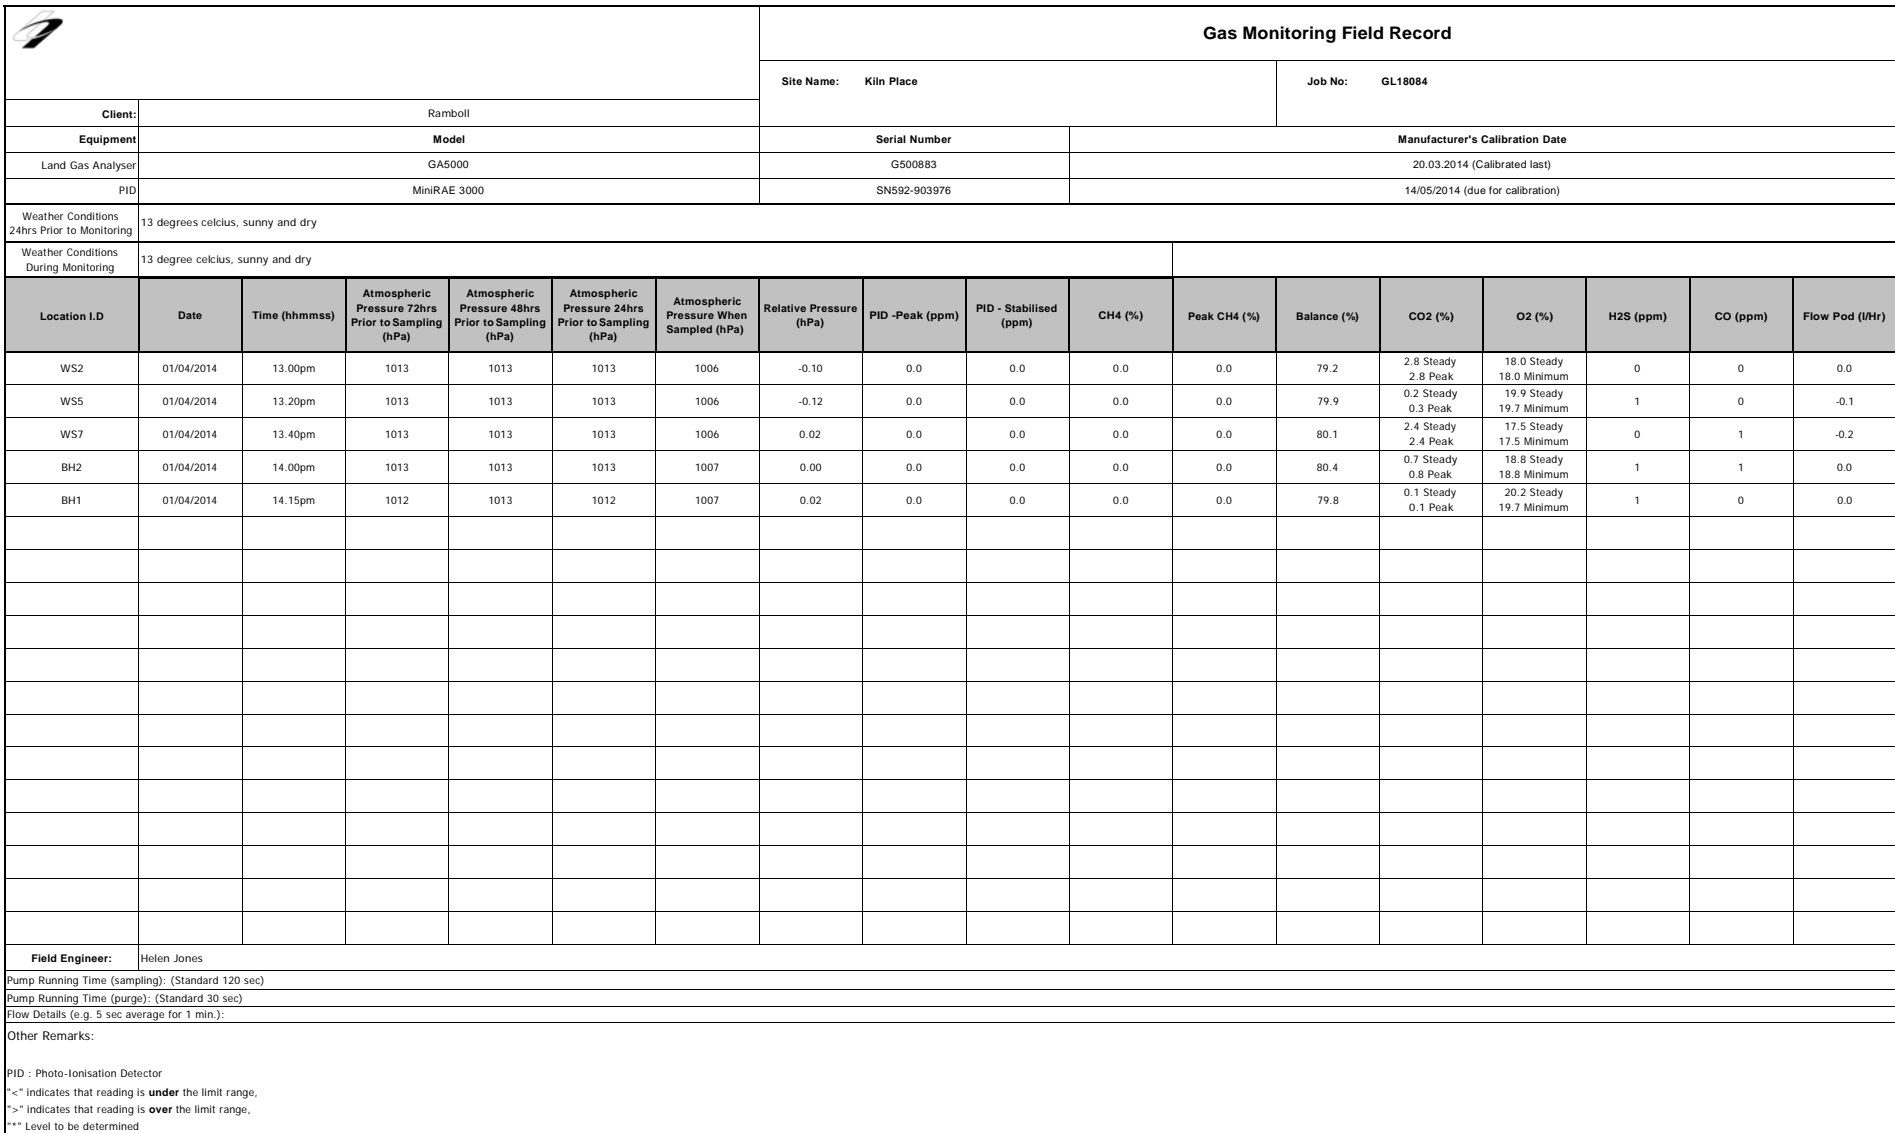 Gas Monitoring Field Record
Site Name: Kiln Place Job No: GL18084
Client: Ramboll
Equipment Model Serial Number Manufacturer's Calibration Date
Land Gas Analyser GA5000 G500883 20.03.2014 (Calibrated last)
PID MiniRAE 3000 SN592-903976 14/05/2014 (due for calibration)
Weather Conditions
24hrs Prior to Monitoring 13 degrees celcius, sunny and dry
Weather Conditions
During Monitoring 13 degree celcius, sunny and dry
Location I.D Date Time (hhmmss) Atmospheric Pressure 72hrs Prior to Sampling (hPa) Atmospheric Pressure 48hrs Prior to Sampling (hPa) Atmospheric Pressure 24hrs Prior to Sampling (hPa) Atmospheric Pressure When Sampled (hPa) Relative Pressure (hPa) PID -Peak (ppm) PID - Stabilised (ppm) CH4 (%) Peak CH4 (%) Balance (%) CO2 (%) O2 (%) H2S (ppm) CO (ppm) Flow Pod (l/Hr)
WS2 01/04/2014 13.00pm 1013 1013 1013 1006 -0.10 0.0 0.0 0.0 0.0 79.2 2.8 Steady 2.8 Peak 18.0 Steady 18.0 Minimum 0 0 0.0
WS5 01/04/2014 13.20pm 1013 1013 1013 1006 -0.12 0.0 0.0 0.0 0.0 79.9 0.2 Steady 0.3 Peak 19.9 Steady 19.7 Minimum 1 0 -0.1
WS7 01/04/2014 13.40pm 1013 1013 1013 1006 0.02 0.0 0.0 0.0 0.0 80.1 2.4 Steady 2.4 Peak 17.5 Steady 17.5 Minimum 0 1 -0.2
BH2 01/04/2014 14.00pm 1013 1013 1013 1007 0.00 0.0 0.0 0.0 0.0 80.4 0.7 Steady 0.8 Peak 18.8 Steady 18.8 Minimum 1 1 0.0
BH1 01/04/2014 14.15pm 1012 1013 1012 1007 0.02 0.0 0.0 0.0 0.0 79.8 0.1 Steady 0.1 Peak 20.2 Steady 19.7 Minimum 1 0 0.0
Field Engineer: Helen Jones
Pump Running Time (sampling): (Standard 120 sec)
Pump Running Time (purge): (Standard 30 sec)
Flow Details (e.g. 5 sec average for 1 min.):
Other Remarks:
PID : Photo-Ionisation Detector
"<" indicates that reading is under the limit range,
">" indicates that reading is over the limit range,
"*" Level to be determined